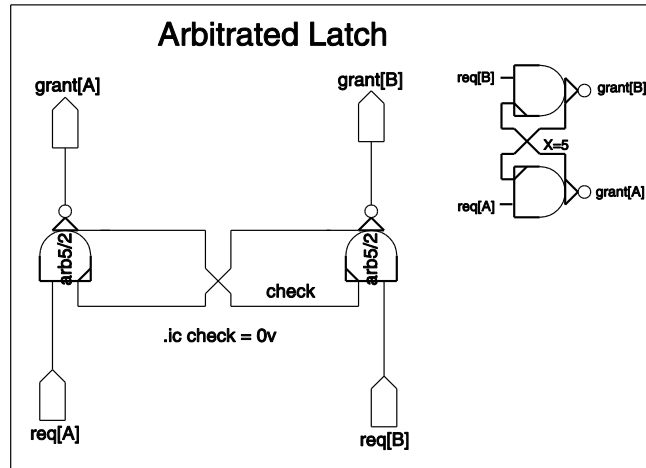 Arbitrated Latch
grant[A]
grant[B]
arb5/2
arb5/2
check
.ic check = 0v
req[A]
req[B]
req[B]
grant[B]
X=5
req[A]
grant[A]